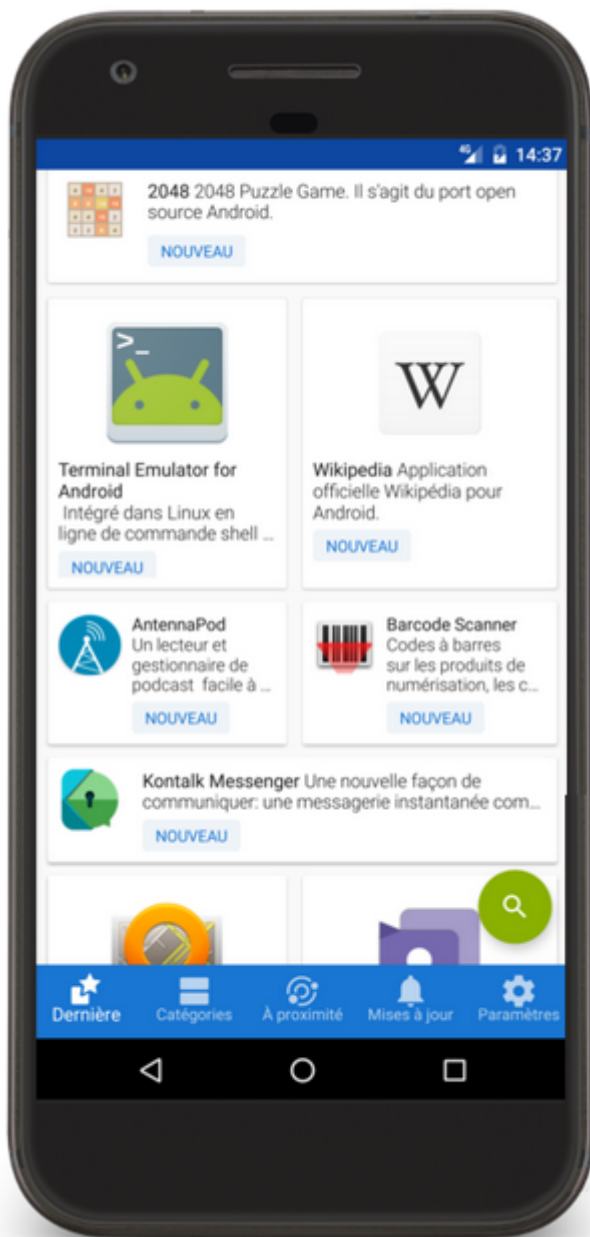 4G 14:37
2048 2048 Puzzle Game. Il s'agit du port open
source Android.
NOUVEAU
>_
Terminal Emulator for
Android
Intégré dans Linux en
ligne de commande shell ...
NOUVEAU
W
Wikipedia Application
officielle Wikipédia pour
Android.
NOUVEAU
AntennaPod
Un lecteur et
gestionnaire de
podcast facile à ...
NOUVEAU
Barcode Scanner
Codes à barres
sur les produits de
numérisation, les c...
NOUVEAU
Kontalk Messenger Une nouvelle façon de
communiquer: une messagerie instantanée com...
NOUVEAU
Dernière Catégories À proximité Mises à jour Paramètres